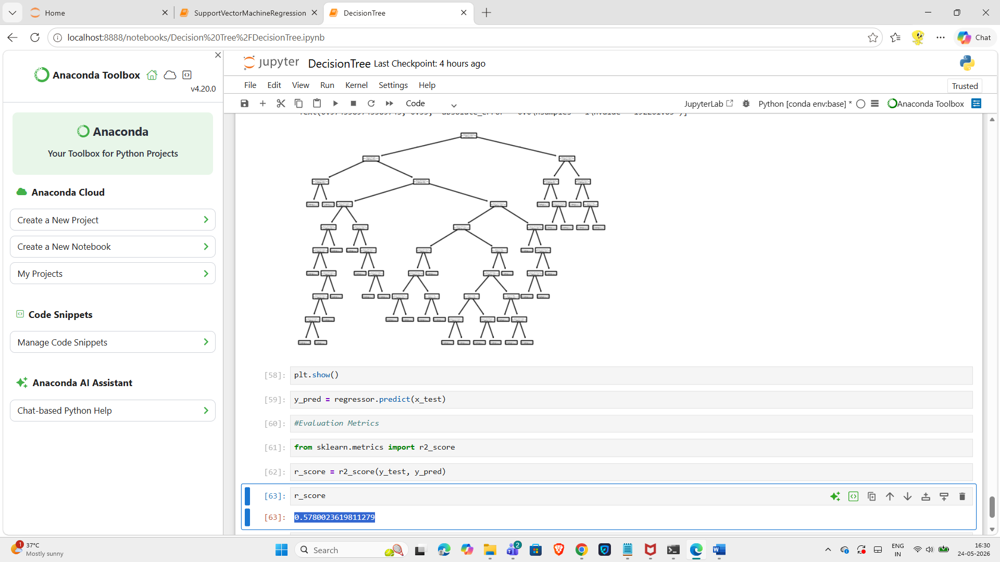 Home
SupportVectorMachineRegression
DecisionTree
localhost:8888/notebooks/Decision%20Tree%2FDecisionTree.ipynb
Chat
Anaconda Toolbox
v4.20.0
Anaconda
Your Toolbox for Python Projects
Anaconda Cloud
Create a New Project
Create a New Notebook
My Projects
Code Snippets
Manage Code Snippets
Anaconda AI Assistant
Chat-based Python Help
jupyter DecisionTree Last Checkpoint: 4 hours ago
File Edit View Run Kernel Settings Help
Trusted
Code
JupyterLab
Python [conda env:base] *
Anaconda Toolbox
[58]: plt.show()
[59]: y_pred = regressor.predict(x_test)
[60]: #Evaluation Metrics
[61]: from sklearn.metrics import r2_score
[62]: r_score = r2_score(y_test, y_pred)
[63]: r_score
[63]: 0.5780023619811279
1
37°C
Mostly sunny
Search
2
ENG
IN
16:30
24-05-2026